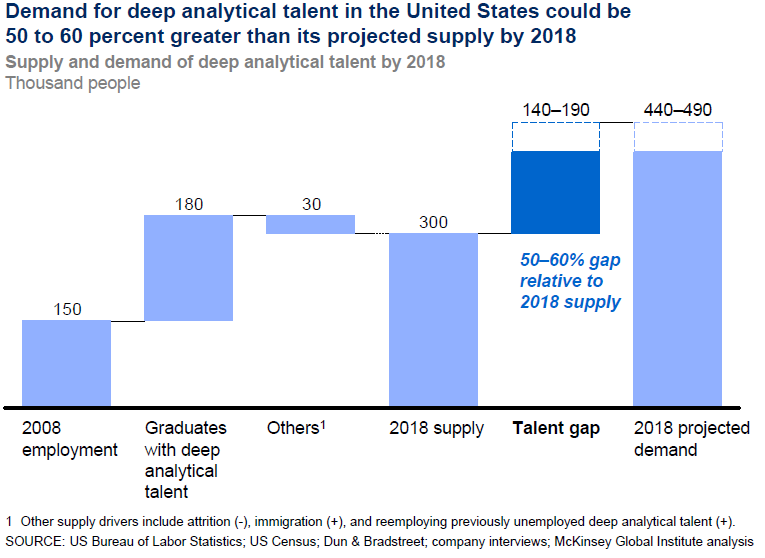 Demand for deep analytical talent in the United States could be
50 to 60 percent greater than its projected supply by 2018
Supply and demand of deep analytical talent by 2018
Thousand people
140–190
440–490
180
30
300
150
50–60% gap
relative to
2018 supply
2008
employment
Graduates
with deep
analytical
talent
Others1
2018 supply
Talent gap
2018 projected
demand
1 Other supply drivers include attrition (-), immigration (+), and reemploying previously unemployed deep analytical talent (+).
SOURCE: US Bureau of Labor Statistics; US Census; Dun & Bradstreet; company interviews; McKinsey Global Institute analysis